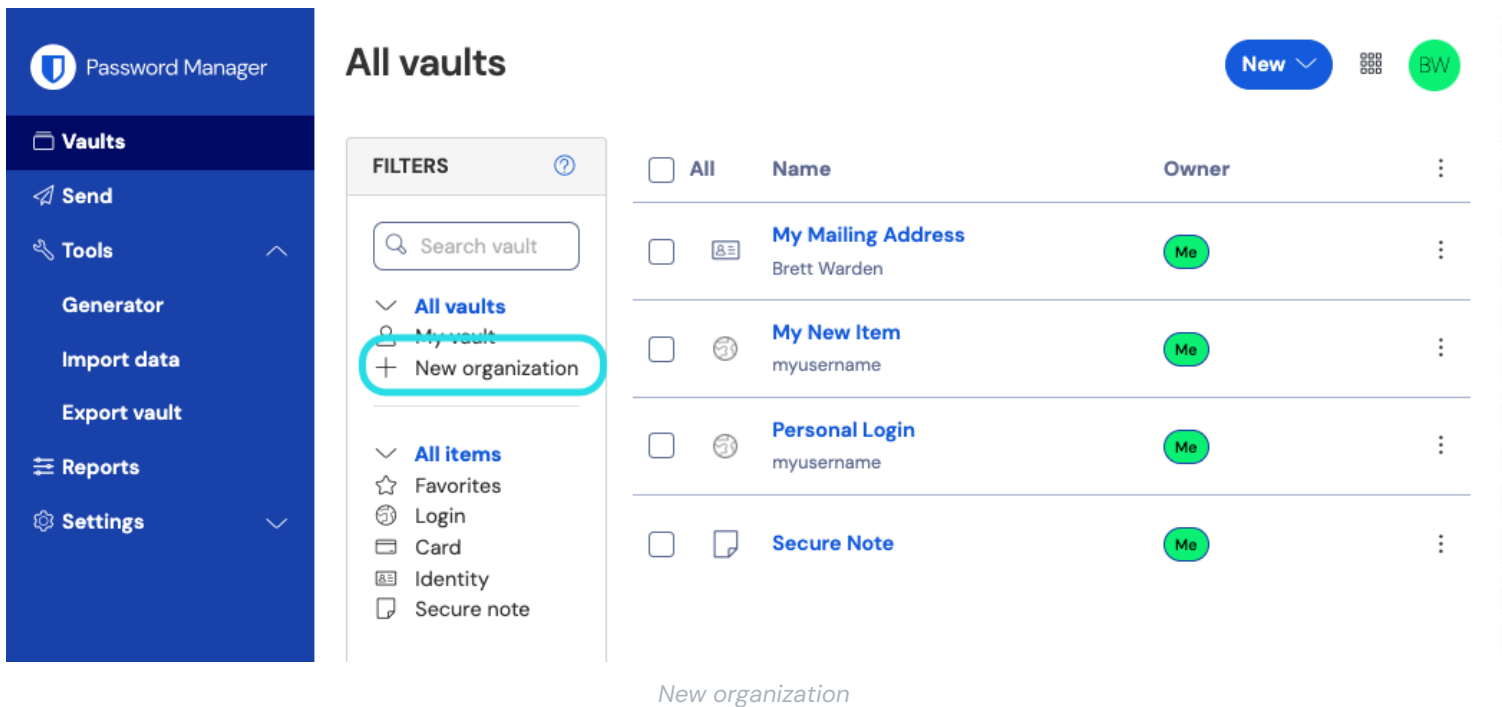 Password Manager
Vaults
Send
Tools
Generator
Import data
Export vault
Reports
Settings
All vaults
New
BW
FILTERS
Search vault
All vaults
My vault
New organization
All items
Favorites
Login
Card
Identity
Secure note
All Name Owner
My Mailing Address
Brett Warden
Me
My New Item
myusername
Me
Personal Login
myusername
Me
Secure Note
Me
New organization